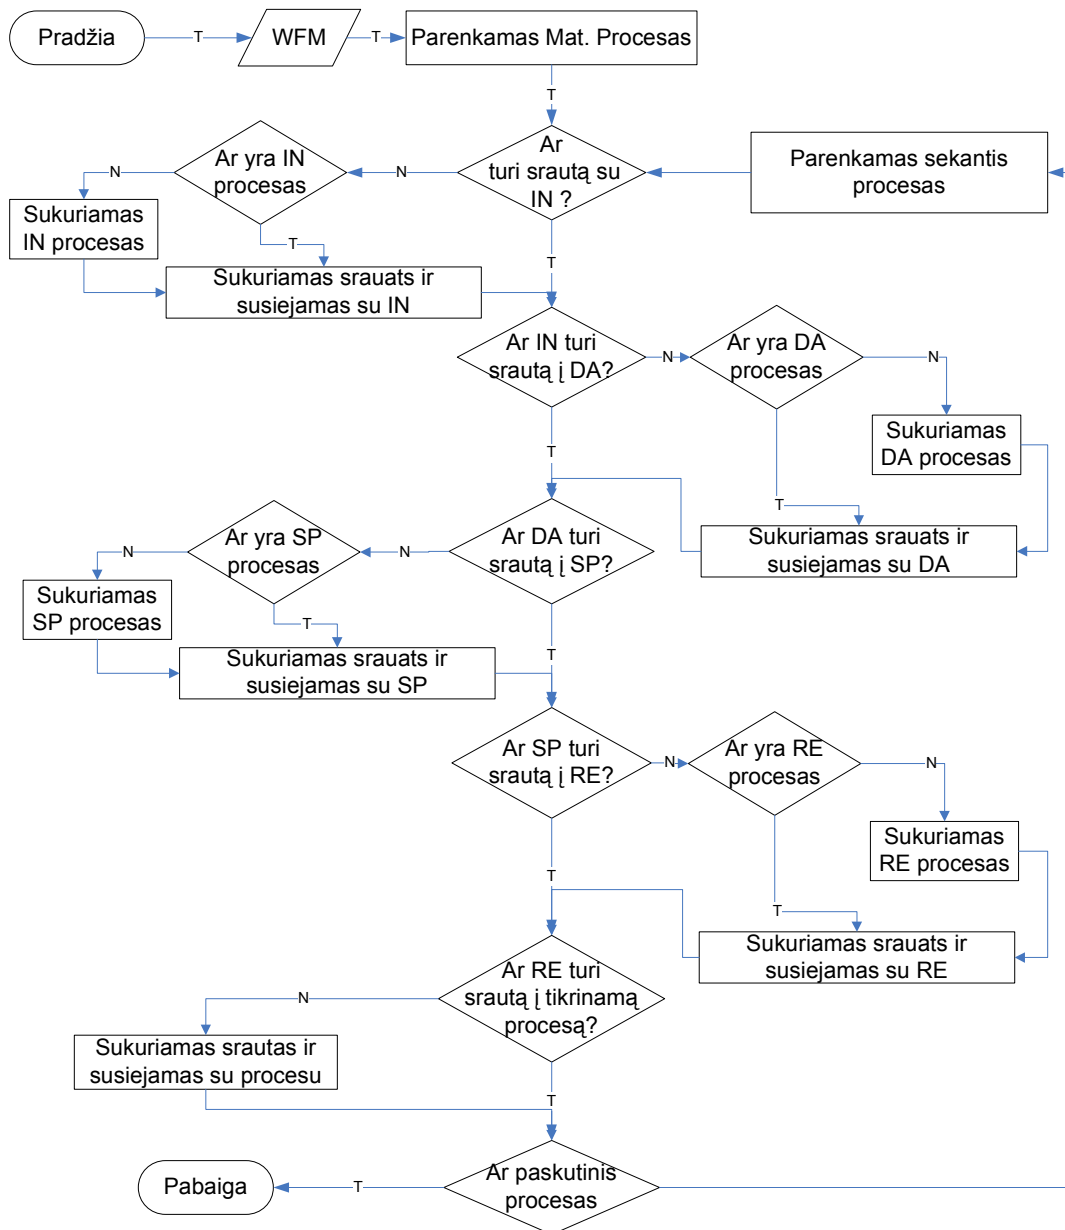 Pradžia
T
WFM
T
Parenkamas Mat. Procesas
T
Ar
turi srautą su
IN ?
Parenkamas sekantis
procesas
N
Ar yra IN
procesas
N
Sukuriamas
IN procesas
T
T
Sukuriamas srauats ir
susiejamas su IN
Ar IN turi
srautą į DA?
N
Ar yra DA
procesas
N
Sukuriamas
DA procesas
T
T
Sukuriamas srauats ir
susiejamas su DA
Ar DA turi
srautą į SP?
N
Ar yra SP
procesas
N
Sukuriamas
SP procesas
T
T
Sukuriamas srauats ir
susiejamas su SP
Ar SP turi
srautą į RE?
N
Ar yra RE
procesas
N
Sukuriamas
RE procesas
T
T
Sukuriamas srauats ir
susiejamas su RE
Ar RE turi
srautą į tikrinamą
procesą?
N
Sukuriamas srautas ir
susiejamas su procesu
T
Ar paskutinis
procesas
T
Pabaiga